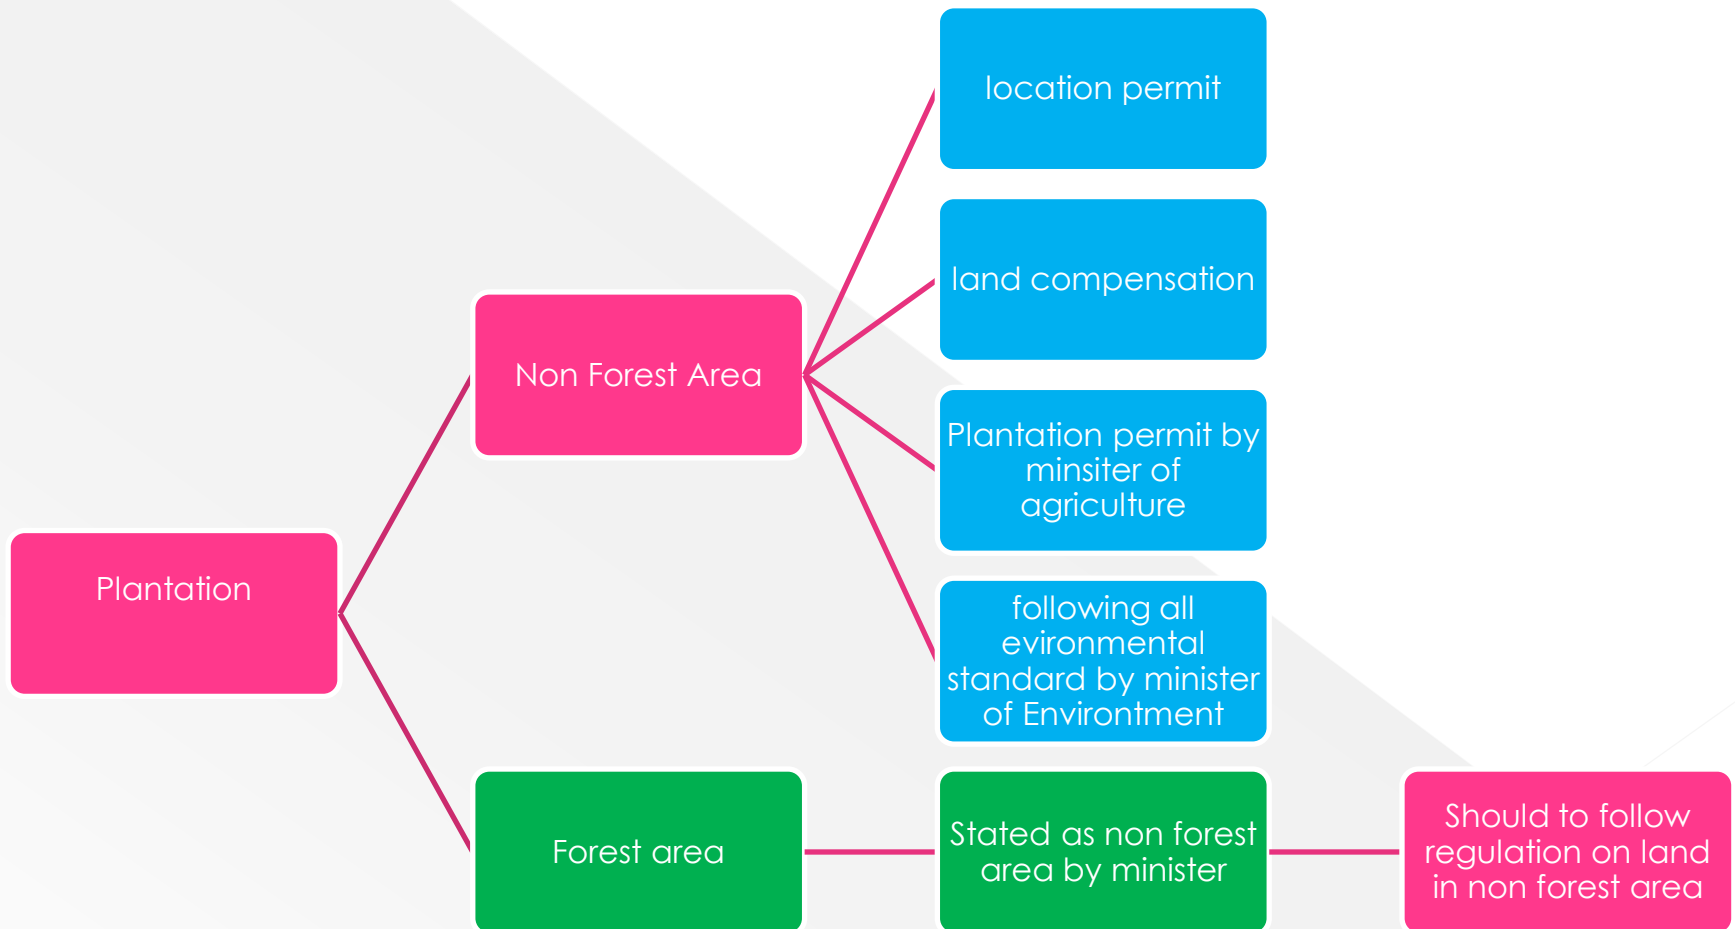 location permit
land compensation
Non Forest Area
Plantation permit by
minsiter of
agriculture
Plantation
following all
evironmental
standard by minister
of Environtment
Forest area
Stated as non forest
area by minister
Should to follow
regulation on land
in non forest area